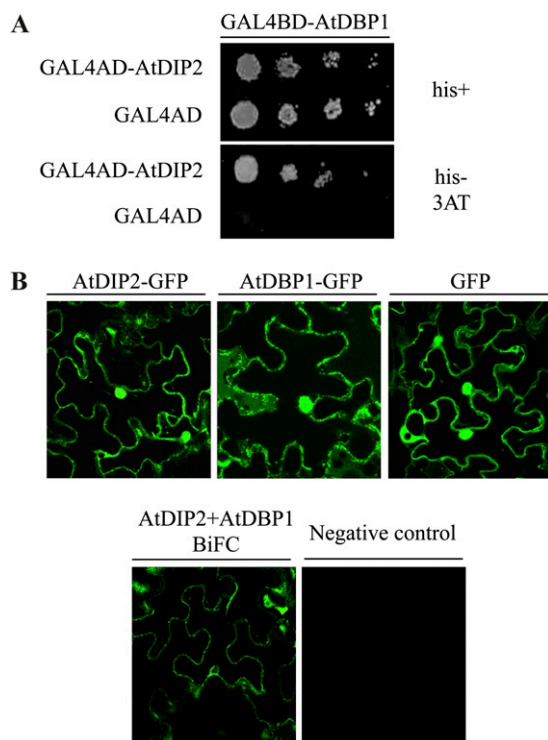 A
GAL4BD-AtDBP1
GAL4AD-AtDIP2
GAL4AD
his+
GAL4AD-AtDIP2
GAL4AD
his-
3AT
B
AtDIP2-GFP
AtDBP1-GFP
GFP
AtDIP2+AtDBP1
BiFC
Negative control